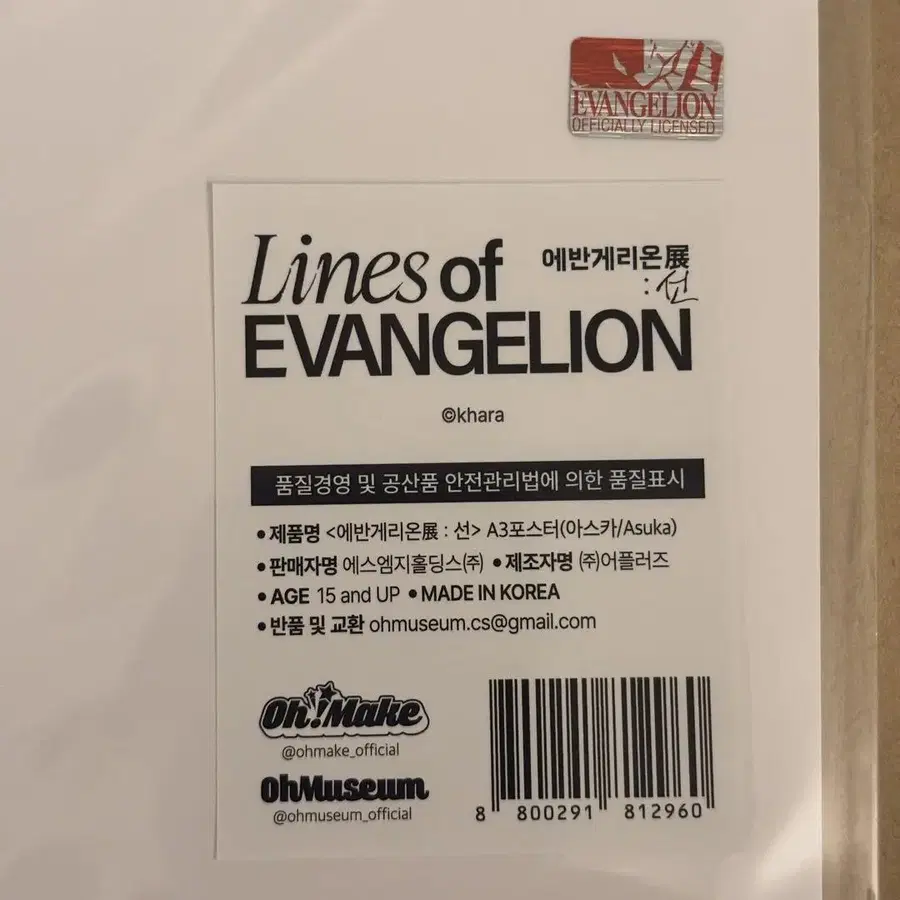 EVANGELION
OFFICIALLY LICENSED
Lines of 에반게리온展
: 선
EVANGELION
©khara
품질경영 및 공산품 안전관리법에 의한 품질표시
• 제품명 <에반게리온展 : 선> A3포스터(아스카/Asuka)
• 판매자명 에스엠지홀딩스㈜ • 제조자명 ㈜어플러즈
• AGE 15 and UP • MADE IN KOREA
• 반품 및 교환 ohmuseum.cs@gmail.com
Oh!Make
@ohmake_official
OhMuseum
@ohmuseum_official
8 800291 812960